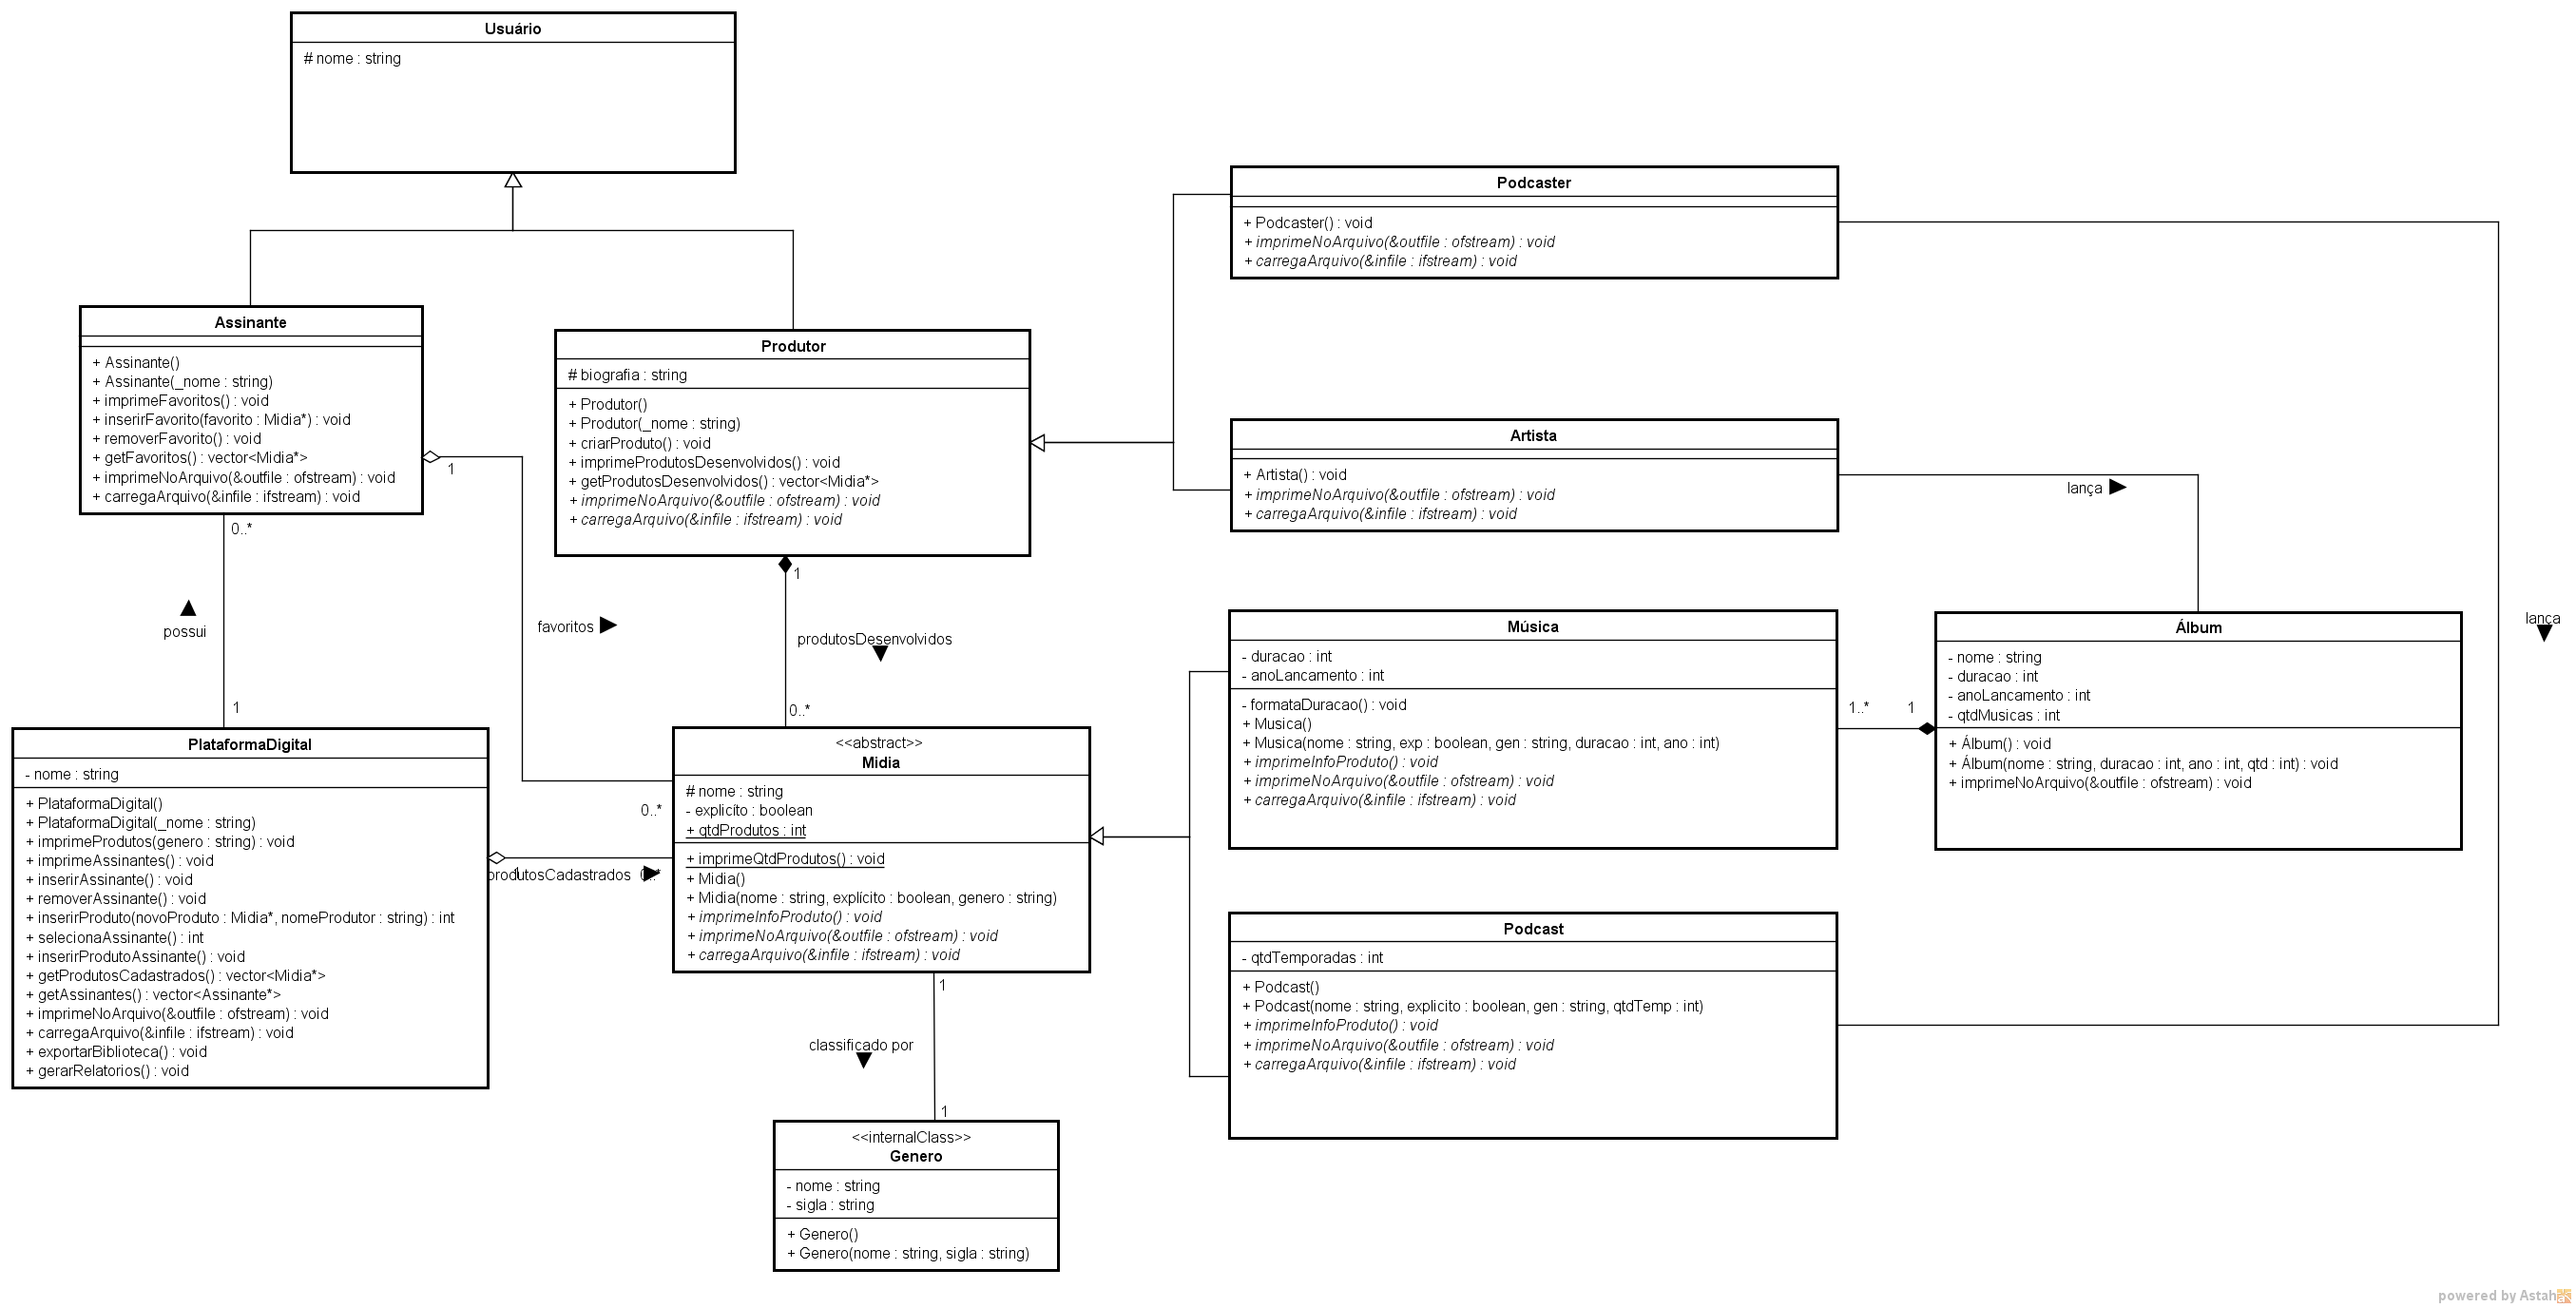 Usuário
# nome : string
Podcaster
+ Podcaster() : void
+ imprimeNoArquivo(&outfile : ofstream) : void
+ carregaArquivo(&infile : ifstream) : void
Assinante
+ Assinante()
+ Assinante(_nome : string)
+ imprimeFavoritos() : void
+ inserirFavorito(favorito : Midia*) : void
+ removerFavorito() : void
+ getFavoritos() : vector<Midia*>
+ imprimeNoArquivo(&outfile : ofstream) : void
+ carregaArquivo(&infile : ifstream) : void
Produtor
# biografia : string
+ Produtor()
+ Produtor(_nome : string)
+ criarProduto() : void
+ imprimeProdutosDesenvolvidos() : void
+ getProdutosDesenvolvidos() : vector<Midia*>
+ imprimeNoArquivo(&outfile : ofstream) : void
+ carregaArquivo(&infile : ifstream) : void
Artista
+ Artista() : void
+ imprimeNoArquivo(&outfile : ofstream) : void
+ carregaArquivo(&infile : ifstream) : void
lança
1
0..*
possui
1
favoritos
0..*
1
produtosDesenvolvidos
0..*
Música
- duracao : int
- anoLancamento : int
- formataDuracao() : void
+ Musica()
+ Musica(nome : string, exp : boolean, gen : string, duracao : int, ano : int)
+ imprimeInfoProduto() : void
+ imprimeNoArquivo(&outfile : ofstream) : void
+ carregaArquivo(&infile : ifstream) : void
1..*
1
Álbum
- nome : string
- duracao : int
- anoLancamento : int
- qtdMusicas : int
+ Álbum() : void
+ Álbum(nome : string, duracao : int, ano : int, qtd : int) : void
+ imprimeNoArquivo(&outfile : ofstream) : void
lança
PlataformaDigital
- nome : string
+ PlataformaDigital()
+ PlataformaDigital(_nome : string)
+ imprimeProdutos(genero : string) : void
+ imprimeAssinantes() : void
+ inserirAssinante() : void
+ removerAssinante() : void
+ inserirProduto(novoProduto : Midia*, nomeProdutor : string) : int
+ selecionaAssinante() : int
+ inserirProdutoAssinante() : void
+ getProdutosCadastrados() : vector<Midia*>
+ getAssinantes() : vector<Assinante*>
+ imprimeNoArquivo(&outfile : ofstream) : void
+ carregaArquivo(&infile : ifstream) : void
+ exportarBiblioteca() : void
+ gerarRelatorios() : void
1
produtosCadastrados
0..*
<<abstract>>
Midia
# nome : string
- explicíto : boolean
+ qtdProdutos : int
+ imprimeQtdProdutos() : void
+ Midia()
+ Midia(nome : string, explícito : boolean, genero : string)
+ imprimeInfoProduto() : void
+ imprimeNoArquivo(&outfile : ofstream) : void
+ carregaArquivo(&infile : ifstream) : void
Podcast
- qtdTemporadas : int
+ Podcast()
+ Podcast(nome : string, explicito : boolean, gen : string, qtdTemp : int)
+ imprimeInfoProduto() : void
+ imprimeNoArquivo(&outfile : ofstream) : void
+ carregaArquivo(&infile : ifstream) : void
1
classificado por
1
<<internalClass>>
Genero
- nome : string
- sigla : string
+ Genero()
+ Genero(nome : string, sigla : string)
powered by Astah